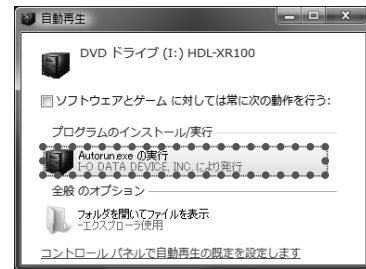 自動再生
DVD ドライブ (I:) HDL-XR100
ソフトウェアとゲーム に対しては常に次の動作を行う:
プログラムのインストール/実行
Autorun.exe の実行
I-O DATA DEVICE, INC. により発行
全般 のオプション
フォルダを開いてファイルを表示
-エクスプローラ使用
コントロール パネルで自動再生の既定を設定します